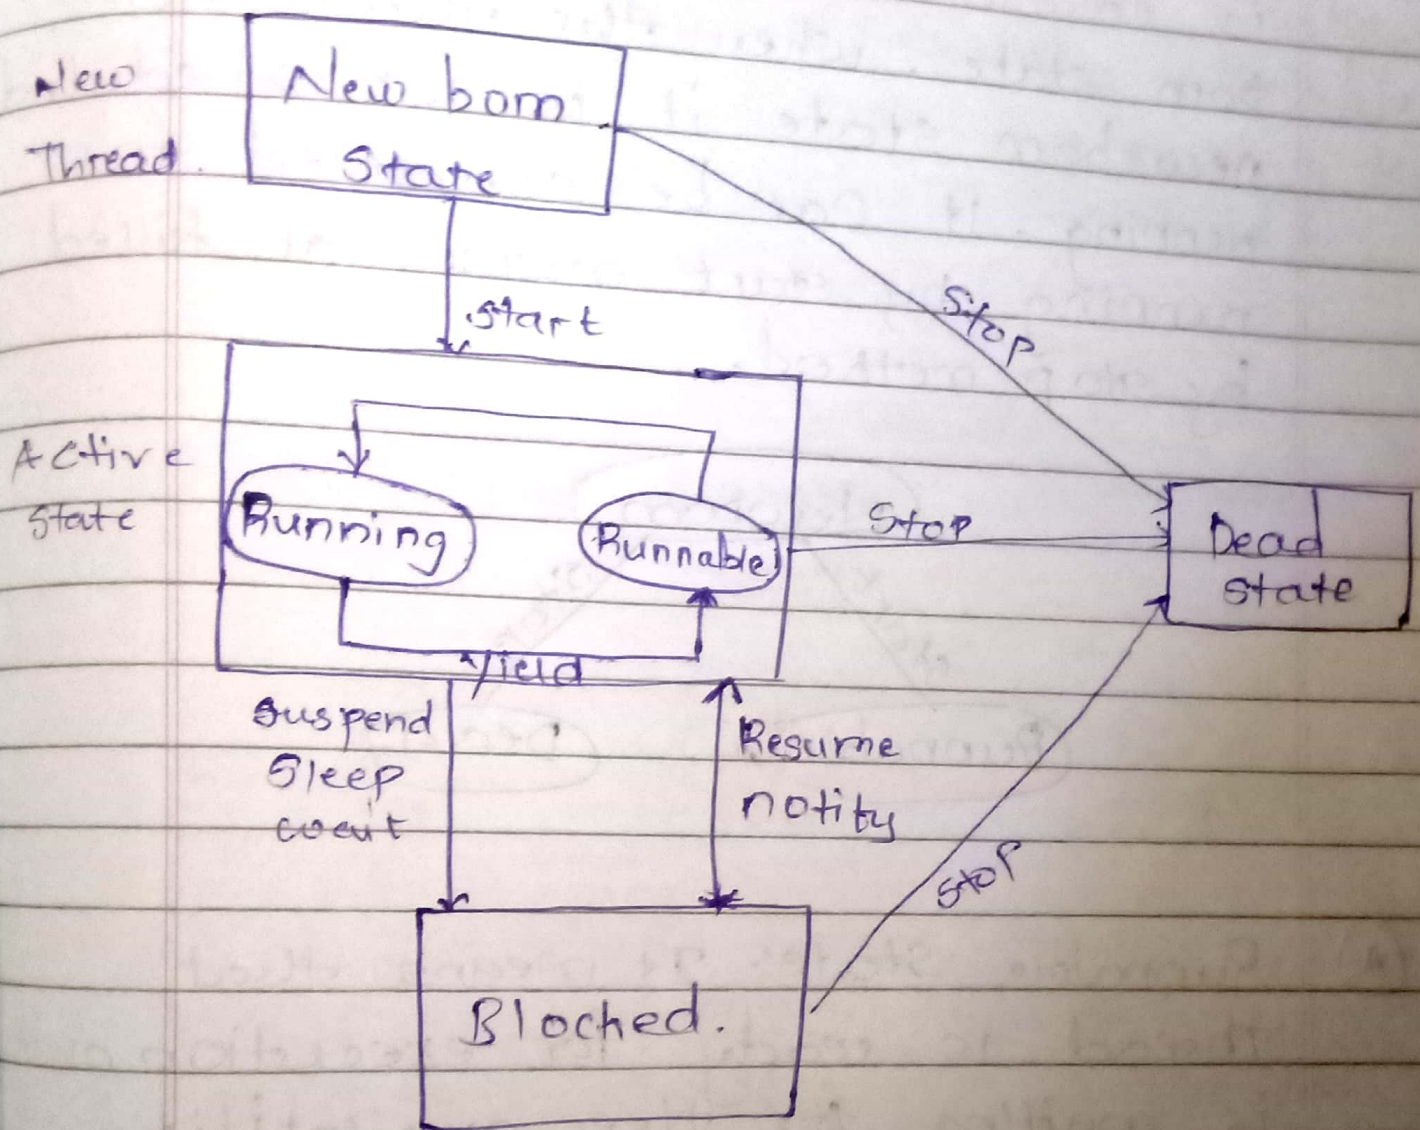 New
Thread.
New born
State
start
Stop
Active
state
Running
Runnable
Stop
Dead
state
Yield
Suspend
Sleep
wait
Resume
notify
Stop
Bloched.